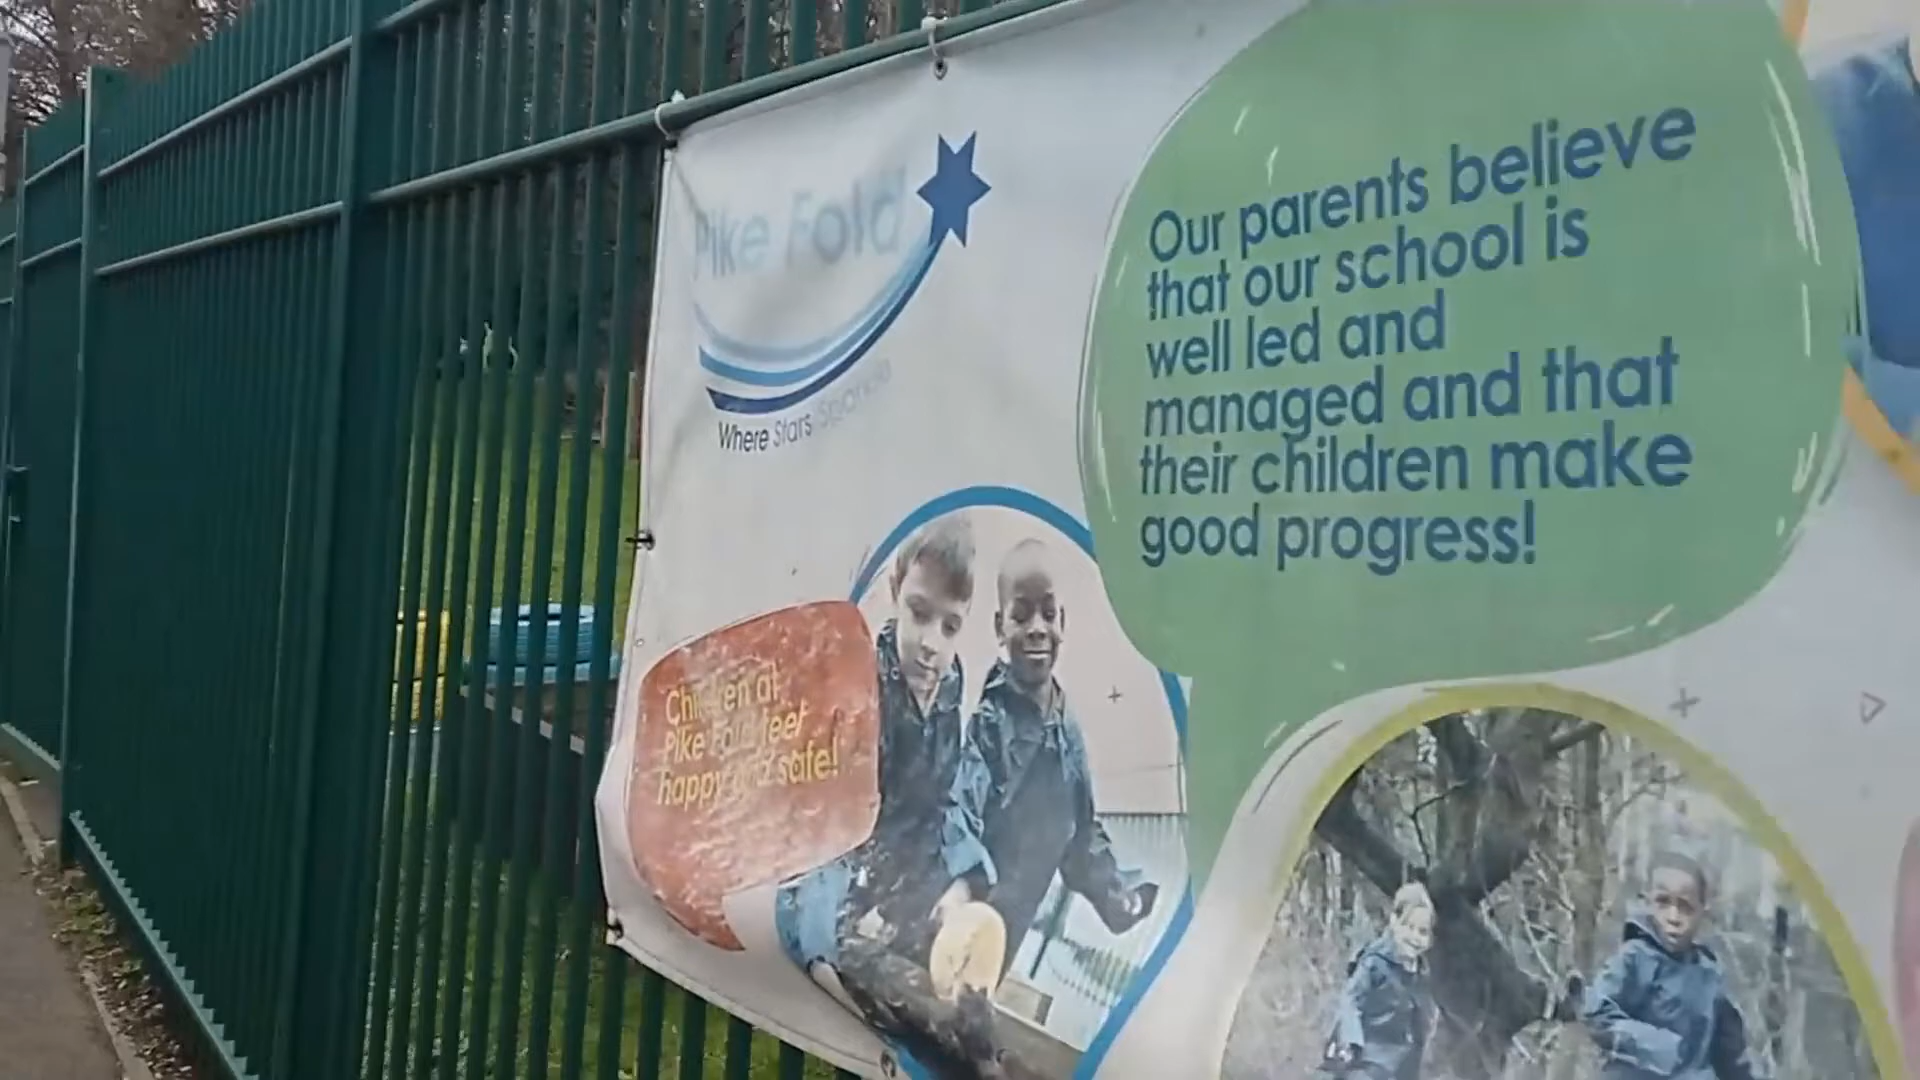 Pike Fold
Where Stars Sparkle
Our parents believe
that our school is
well led and
managed and that
their children make
good progress!
Children at
Pike Fold feel
happy and safe!